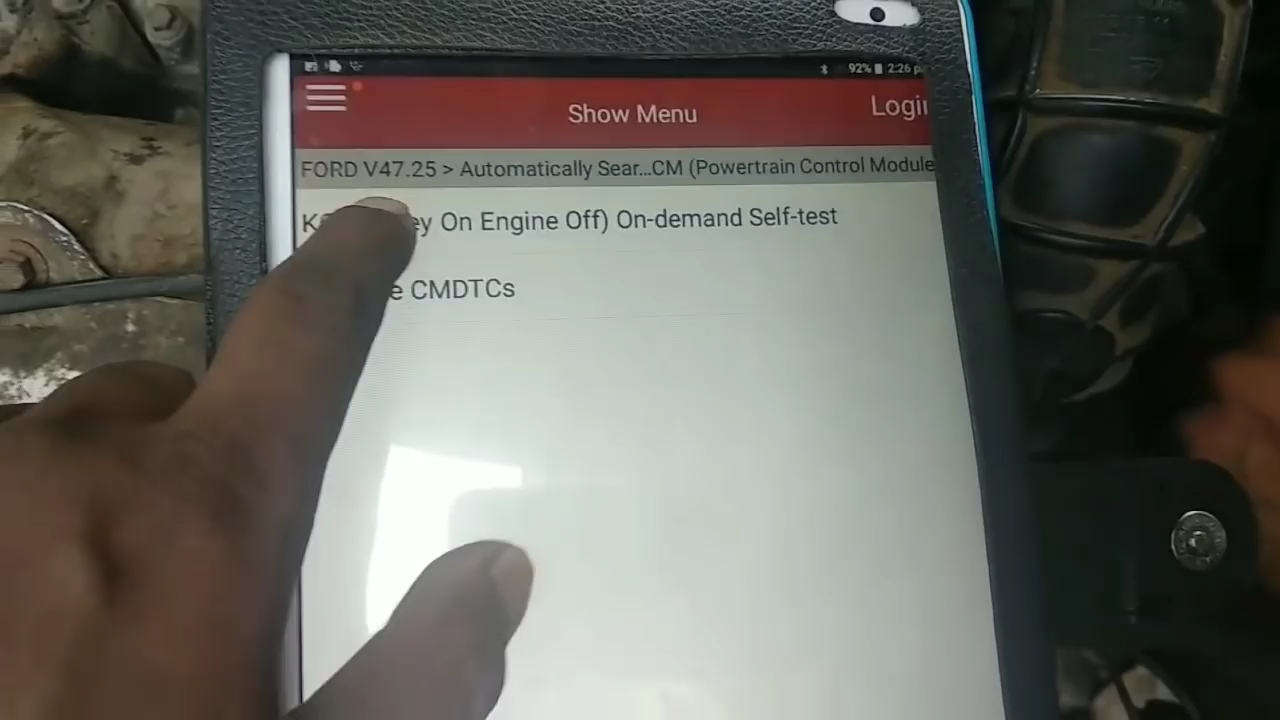 92% 2:26 p
Show Menu
Login
FORD V47.25 > Automatically Sear...CM (Powertrain Control Module
On Engine Off) On-demand Self-test
CMDTCs